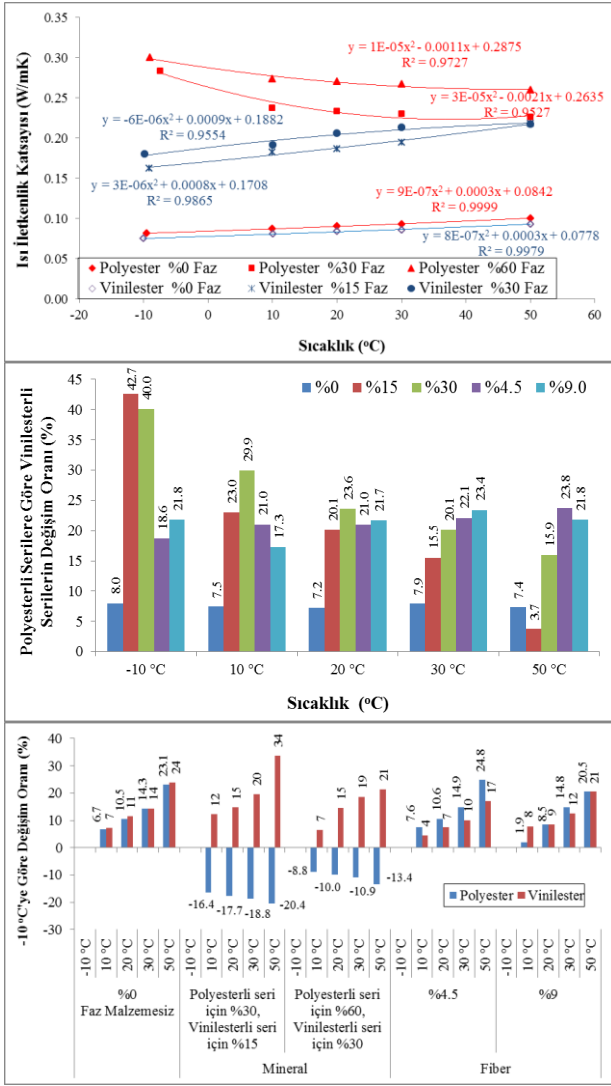 Isı İletkenlik Katsayısı (W/mK)
0.30
0.25
0.20
0.15
0.10
0.05
0.00
y = 1E-05x² - 0.0011x + 0.2875
R² = 0.9727
y = 3E-05x² - 0.0021x + 0.2635
R² = 0.9527
y = -6E-06x² + 0.0009x + 0.1882
R² = 0.9554
y = 3E-06x² + 0.0008x + 0.1708
R² = 0.9865
y = 9E-07x² + 0.0003x + 0.0842
R² = 0.9999
y = 8E-07x² + 0.0003x + 0.0778
R² = 0.9979
Polyester %0 Faz Polyester %30 Faz Polyester %60 Faz
Vinilester %0 Faz Vinilester %15 Faz Vinilester %30 Faz
-20 -10 0 10 20 30 40 50 60
Sıcaklık (°C)
Polyesterli Serilere Göre Vinilesterli
Serilerin Değişim Oranı (%)
45
40
35
30
25
20
15
10
5
0
%0 %15 %30 %4.5 %9.0
8.0 42.7 40.0 18.6 21.8
7.5 23.0 29.9 21.0 17.3
7.2 20.1 23.6 21.0 21.7
7.9 15.5 20.1 22.1 23.4
7.4 3.7 15.9 23.8 21.8
-10 °C 10 °C 20 °C 30 °C 50 °C
Sıcaklık (°C)
-10°C'ye Göre Değişim Oranı (%)
40
30
20
10
0
-10
-20
-30
6.7 7 10.5 11 14.3 14 23.1 24
-16.4 12 -17.7 15 -18.8 20 -20.4 34
-8.8 7 -10.0 15 -10.9 19 -13.4 21
7.6 4 10.6 7 14.9 10 24.8 17
1.9 8 8.5 9 14.8 12 20.5 21
Polyester Vinilester
-10 °C 10 °C 20 °C 30 °C 50 °C -10 °C 10 °C 20 °C 30 °C 50 °C -10 °C 10 °C 20 °C 30 °C 50 °C -10 °C 10 °C 20 °C 30 °C 50 °C -10 °C 10 °C 20 °C 30 °C 50 °C
%0
Faz Malzemesiz
Polyesterli seri
için %30,
Vinilesterli seri
için %15
Polyesterli seri
için %60,
Vinilesterli seri
için %30
%4.5
%9
Mineral
Fiber